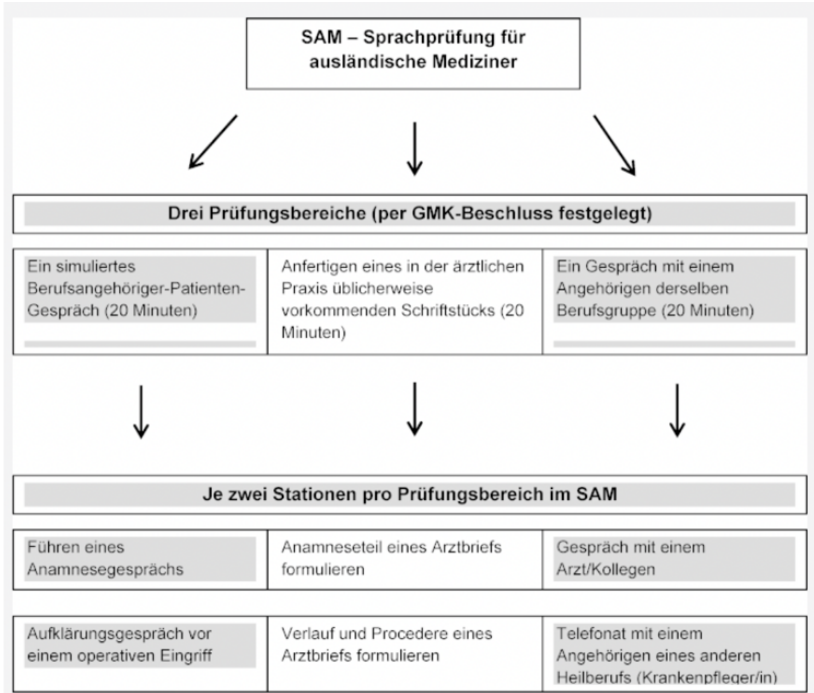 SAM – Sprachprüfung für
ausländische Mediziner
Drei Prüfungsbereiche (per GMK-Beschluss festgelegt)
Ein simuliertes
Berufsangehöriger-Patienten-
Gespräch (20 Minuten)
Anfertigen eines in der ärztlichen
Praxis üblicherweise
vorkommenden Schriftstücks (20
Minuten)
Ein Gespräch mit einem
Angehörigen derselben
Berufsgruppe (20 Minuten)
Je zwei Stationen pro Prüfungsbereich im SAM
Führen eines
Anamnesegesprächs
Anamneseteil eines Arztbriefs
formulieren
Gespräch mit einem
Arzt/Kollegen
Aufklärungsgespräch vor
einem operativen Eingriff
Verlauf und Procedere eines
Arztbriefs formulieren
Telefonat mit einem
Angehörigen eines anderen
Heilberufs (Krankenpfleger/in)